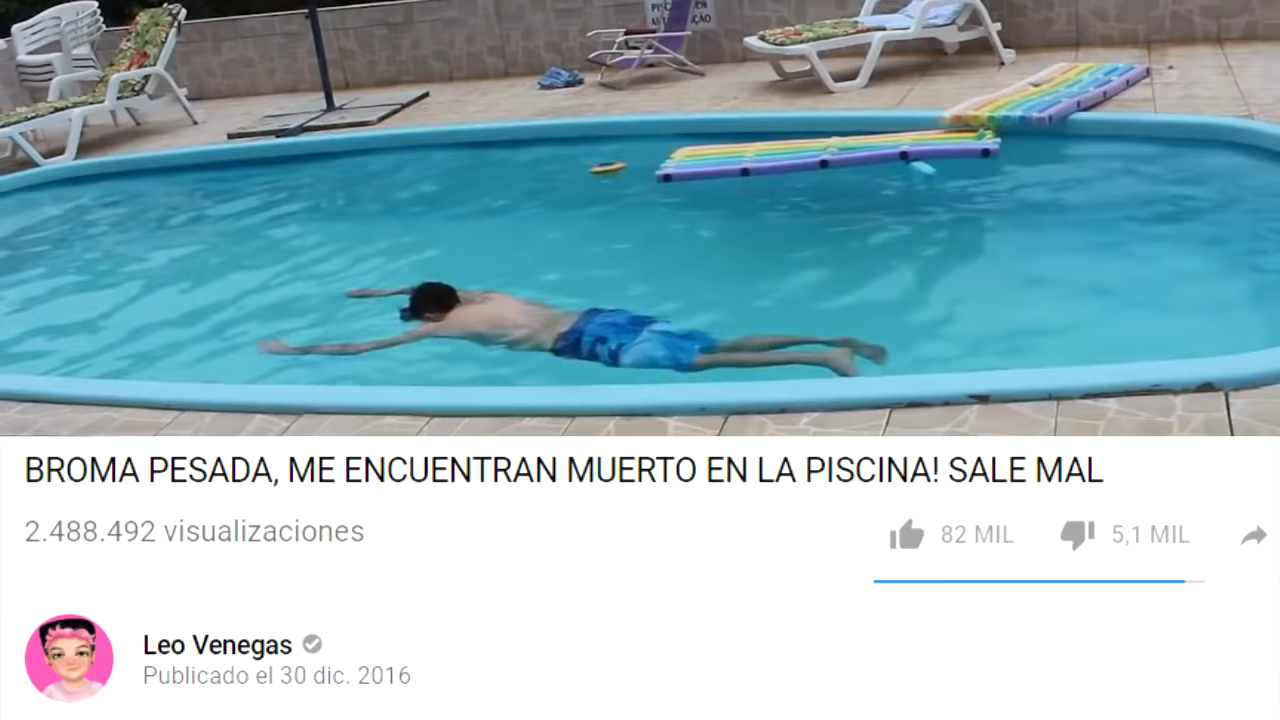 BROMA PESADA, ME ENCUENTRAN MUERTO EN LA PISCINA! SALE MAL
2.488.492 visualizaciones
82 MIL
5,1 MIL
Leo Venegas
Publicado el 30 dic. 2016